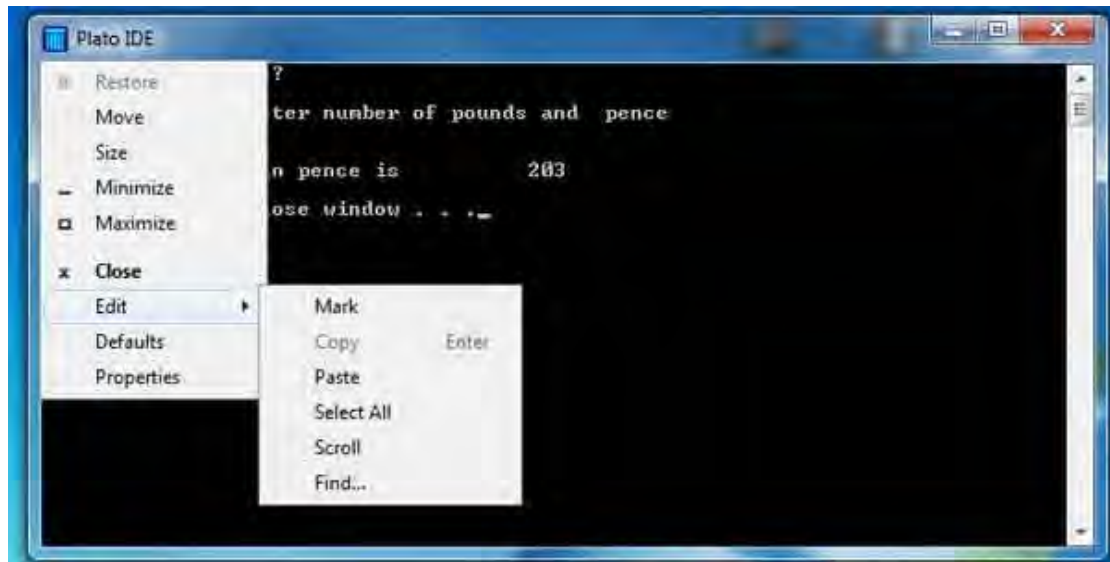 Plato IDE
Restore
Move
Size
Minimize
Maximize
Close
Edit
Defaults
Properties
?
ter number of pounds and pence
n pence is 203
ose window . . ._
Mark
Copy Enter
Paste
Select All
Scroll
Find...